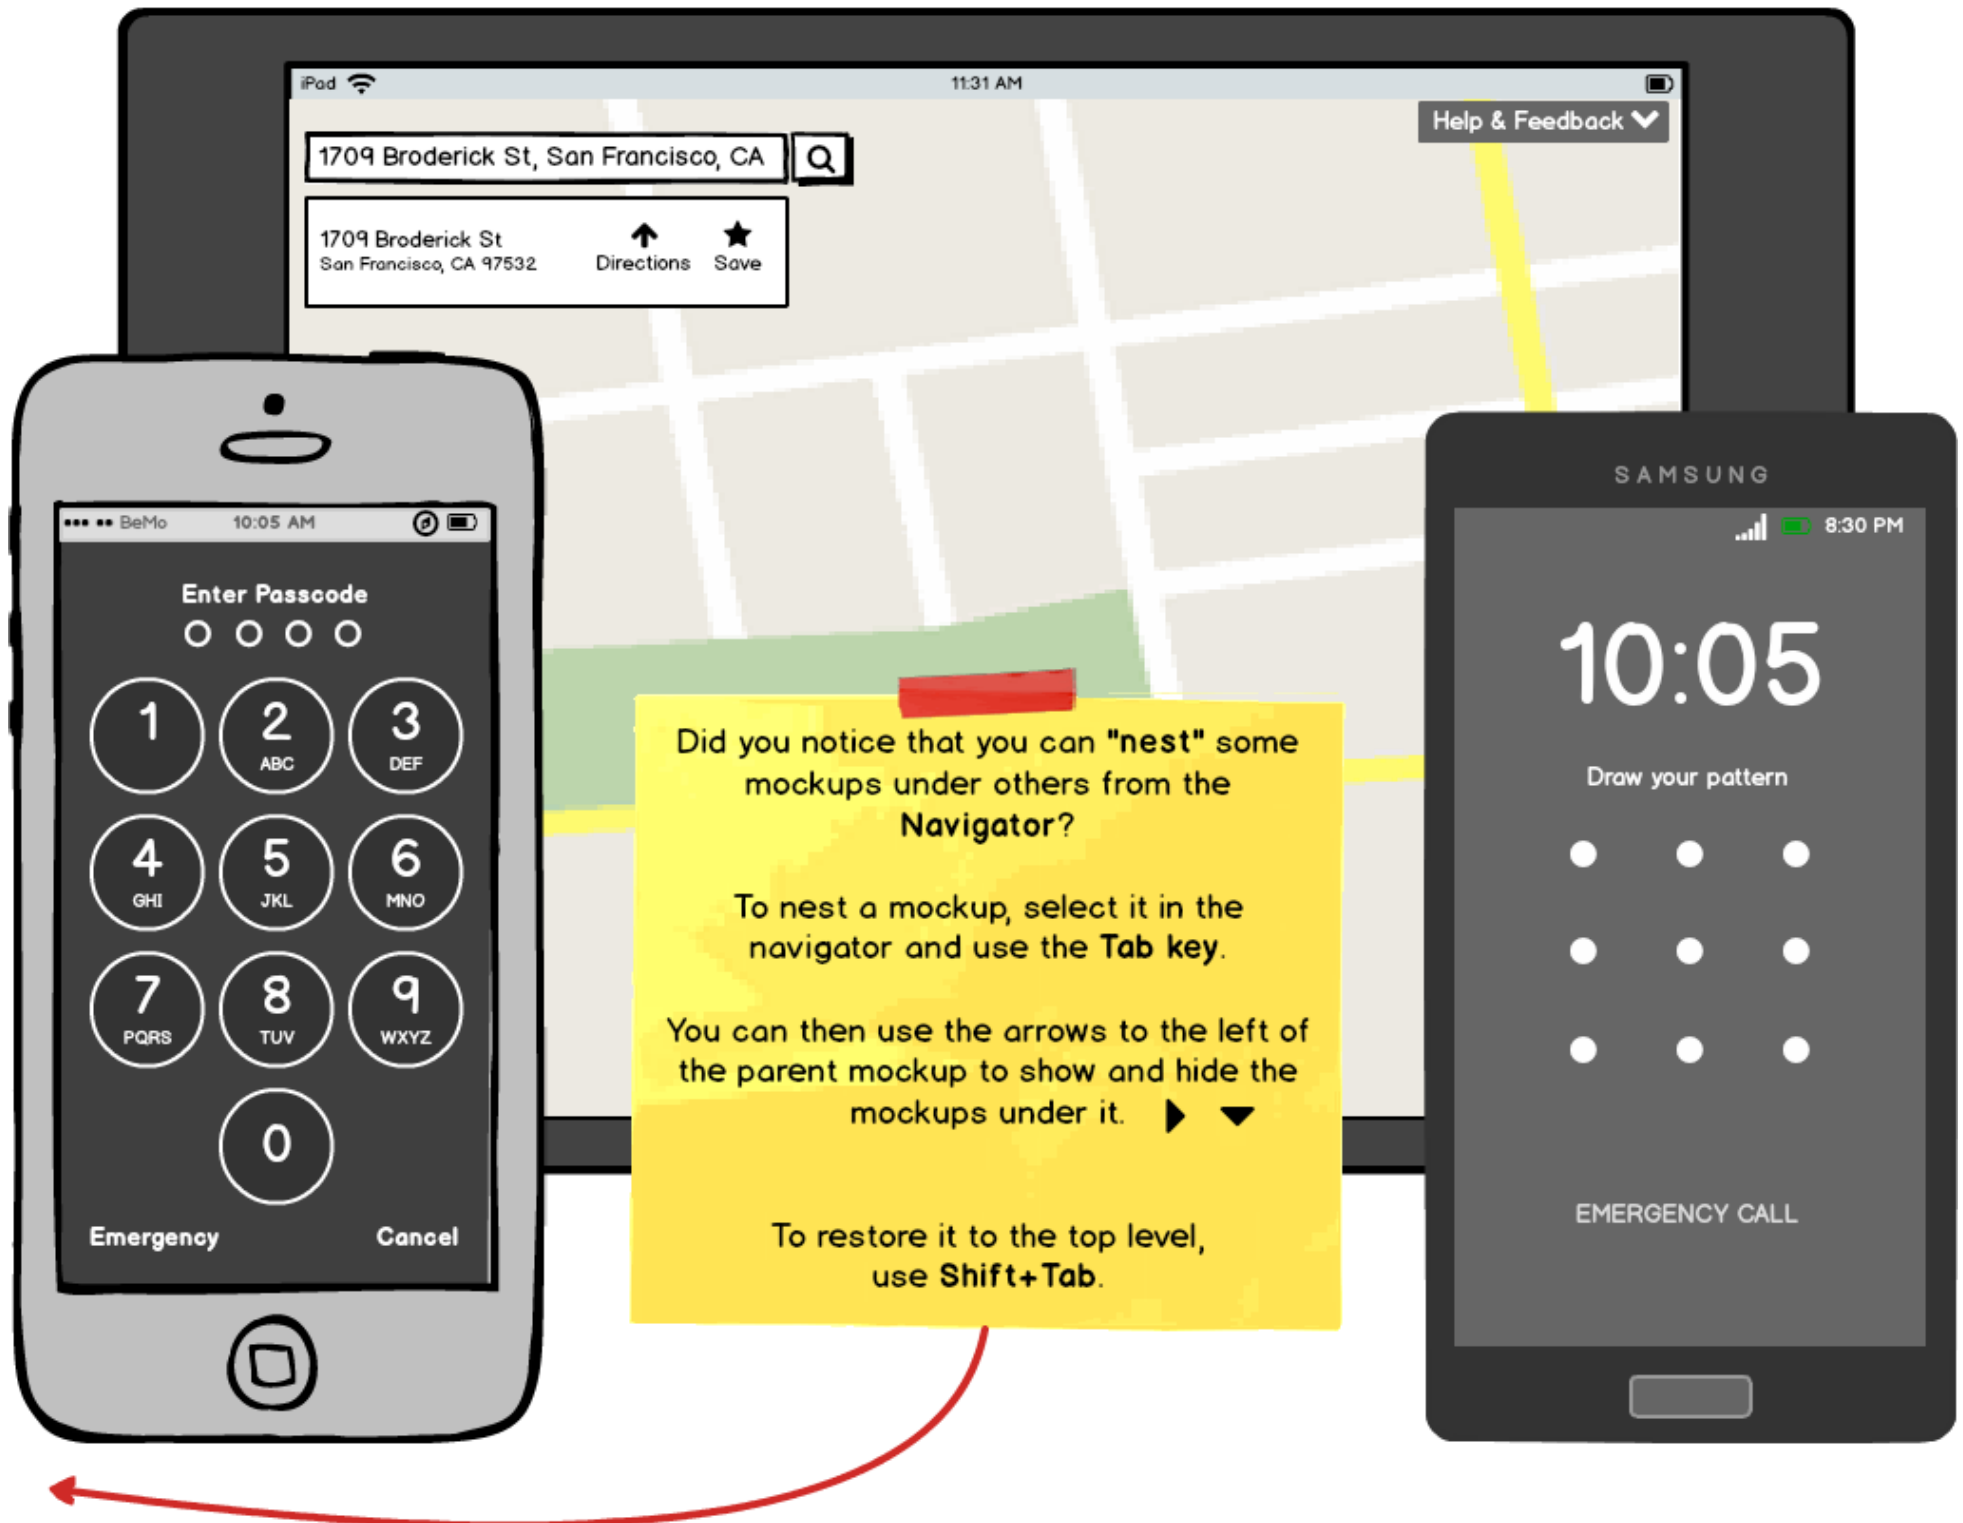 iPad 11:31 AM
Help & Feedback
1709 Broderick St, San Francisco, CA
1709 Broderick St
San Francisco, CA 97532
Directions Save
BeMo 10:05 AM
Enter Passcode
1 2 3
ABC DEF
4 5 6
GHI JKL MNO
7 8 9
PQRS TUV WXYZ
0
Emergency Cancel
Did you notice that you can "nest" some
mockups under others from the
Navigator?
To nest a mockup, select it in the
navigator and use the Tab key.
You can then use the arrows to the left of
the parent mockup to show and hide the
mockups under it.
To restore it to the top level,
use Shift+Tab.
SAMSUNG
8:30 PM
10:05
Draw your pattern
EMERGENCY CALL